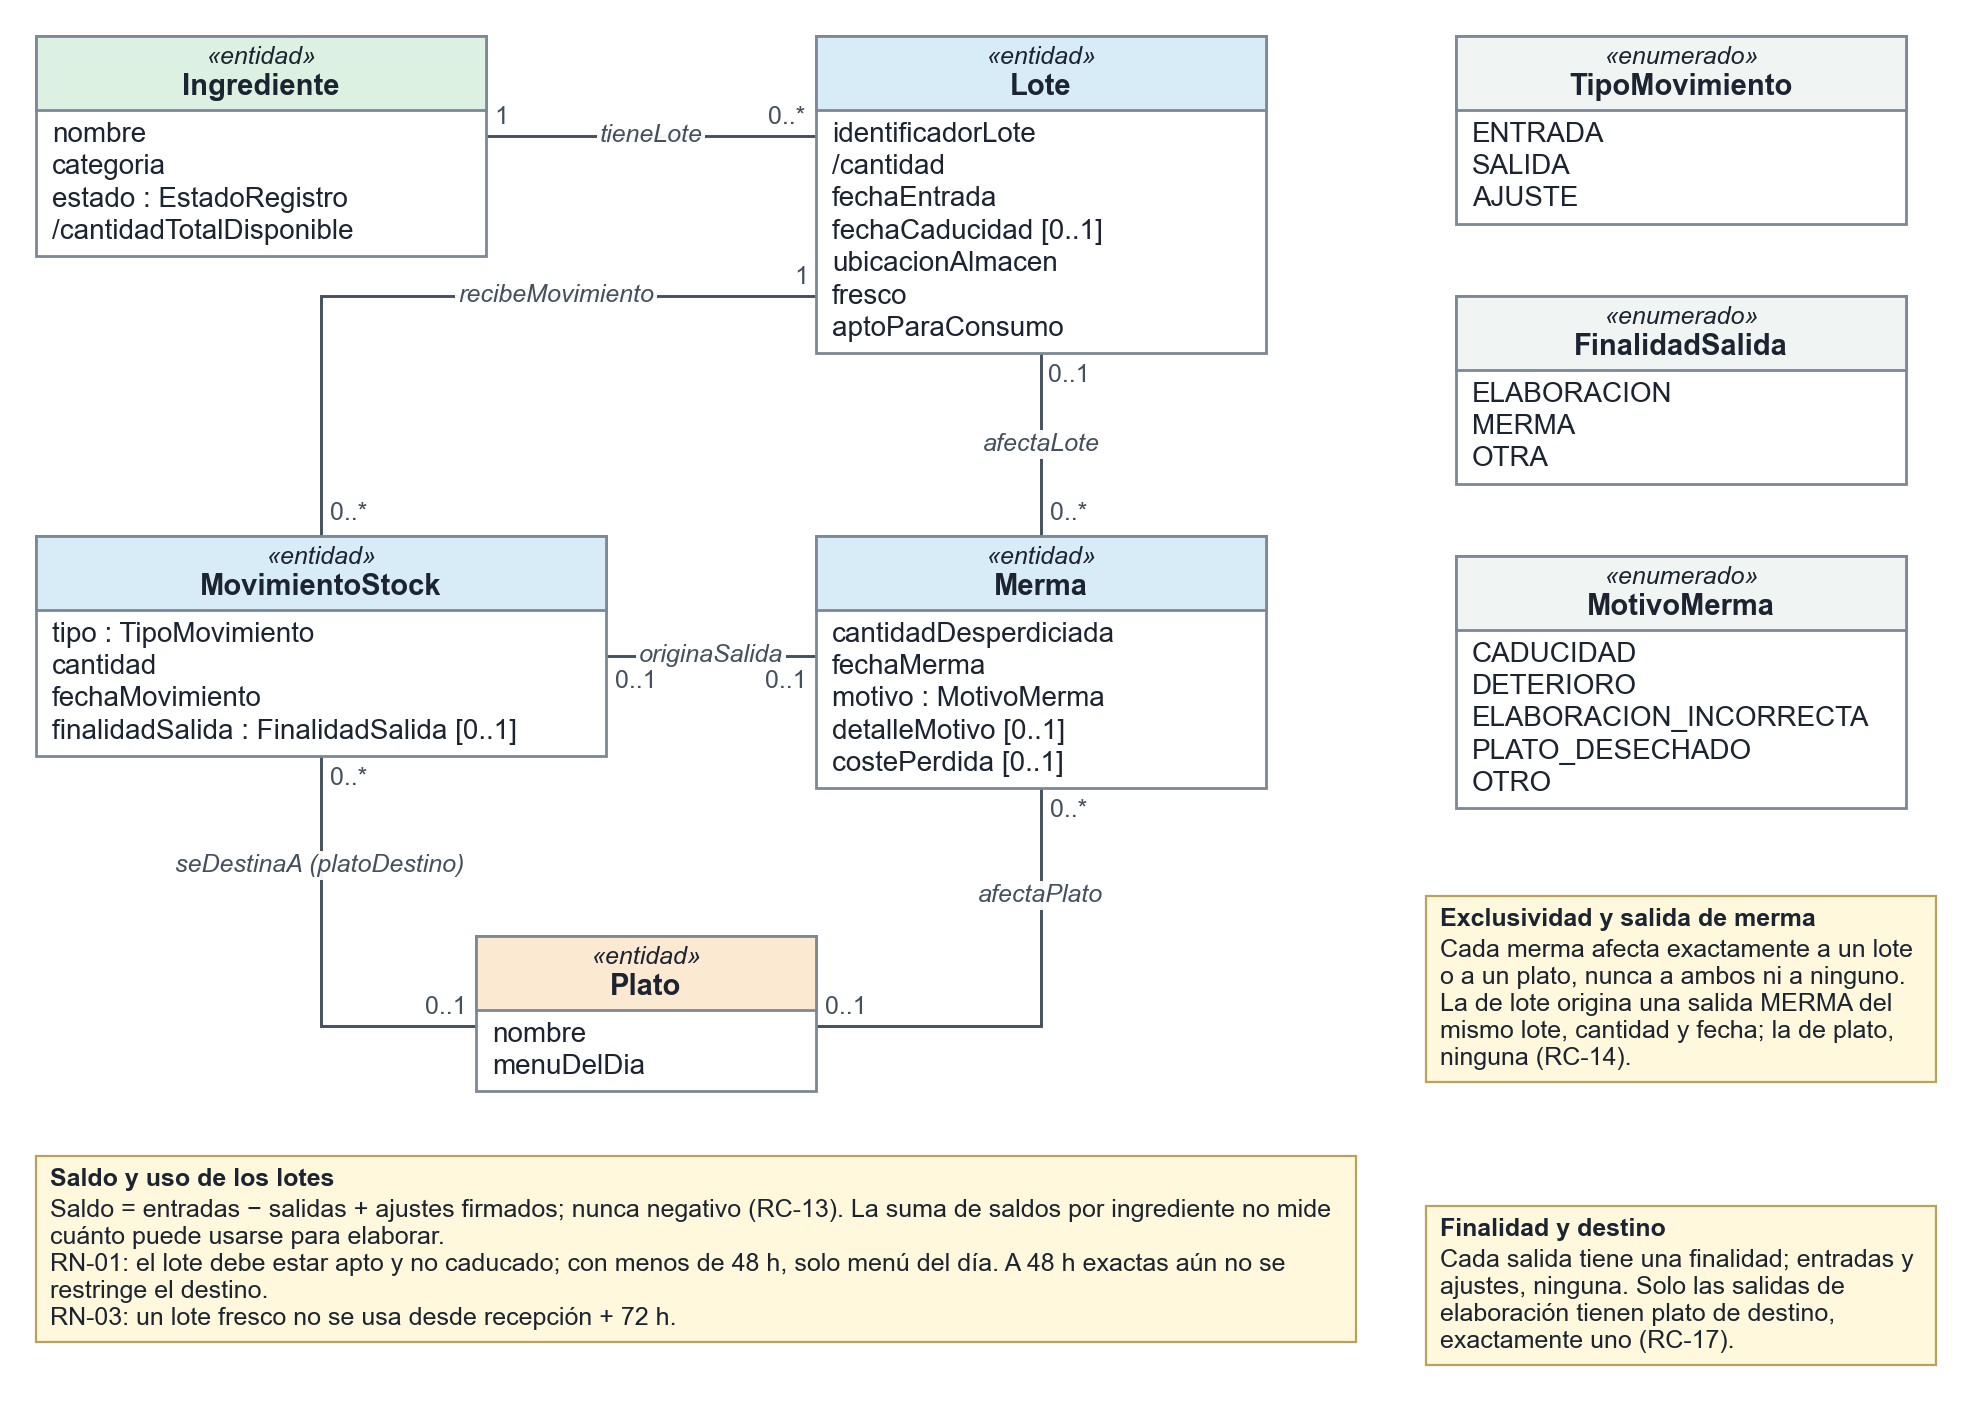 «entidad»
Ingrediente
nombre
categoria
estado : EstadoRegistro
/cantidadTotalDisponible
1
tieneLote
0..*
«entidad»
Lote
identificadorLote
/cantidad
fechaEntrada
fechaCaducidad [0..1]
ubicacionAlmacen
fresco
aptoParaConsumo
«enumerado»
TipoMovimiento
ENTRADA
SALIDA
AJUSTE
1
recibeMovimiento
0..*
0..1
afectaLote
0..*
«enumerado»
FinalidadSalida
ELABORACION
MERMA
OTRA
«entidad»
MovimientoStock
tipo : TipoMovimiento
cantidad
fechaMovimiento
finalidadSalida : FinalidadSalida [0..1]
originaSalida
0..1
0..1
«entidad»
Merma
cantidadDesperdiciada
fechaMerma
motivo : MotivoMerma
detalleMotivo [0..1]
costePerdida [0..1]
«enumerado»
MotivoMerma
CADUCIDAD
DETERIORO
ELABORACION_INCORRECTA
PLATO_DESECHADO
OTRO
0..*
seDestinaA (platoDestino)
0..1
0..*
afectaPlato
0..1
«entidad»
Plato
nombre
menuDelDia
Exclusividad y salida de merma
Cada merma afecta exactamente a un lote
o a un plato, nunca a ambos ni a ninguno.
La de lote origina una salida MERMA del
mismo lote, cantidad y fecha; la de plato,
ninguna (RC-14).
Saldo y uso de los lotes
Saldo = entradas − salidas + ajustes firmados; nunca negativo (RC-13). La suma de saldos por ingrediente no mide
cuánto puede usarse para elaborar.
RN-01: el lote debe estar apto y no caducado; con menos de 48 h, solo menú del día. A 48 h exactas aún no se
restringe el destino.
RN-03: un lote fresco no se usa desde recepción + 72 h.
Finalidad y destino
Cada salida tiene una finalidad; entradas y
ajustes, ninguna. Solo las salidas de
elaboración tienen plato de destino,
exactamente uno (RC-17).